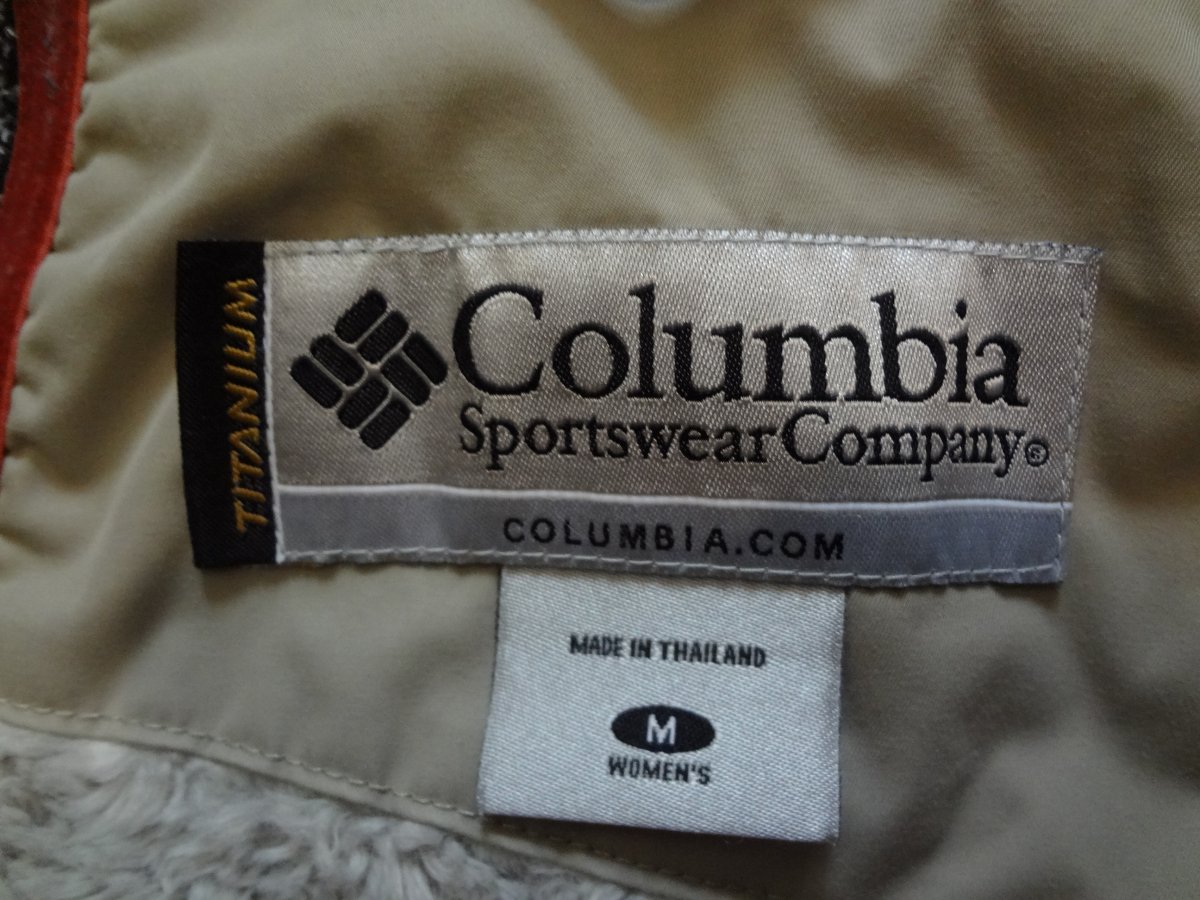 TITANIUM
Columbia
Sportswear Company®
COLUMBIA.COM
MADE IN THAILAND
M
WOMEN'S